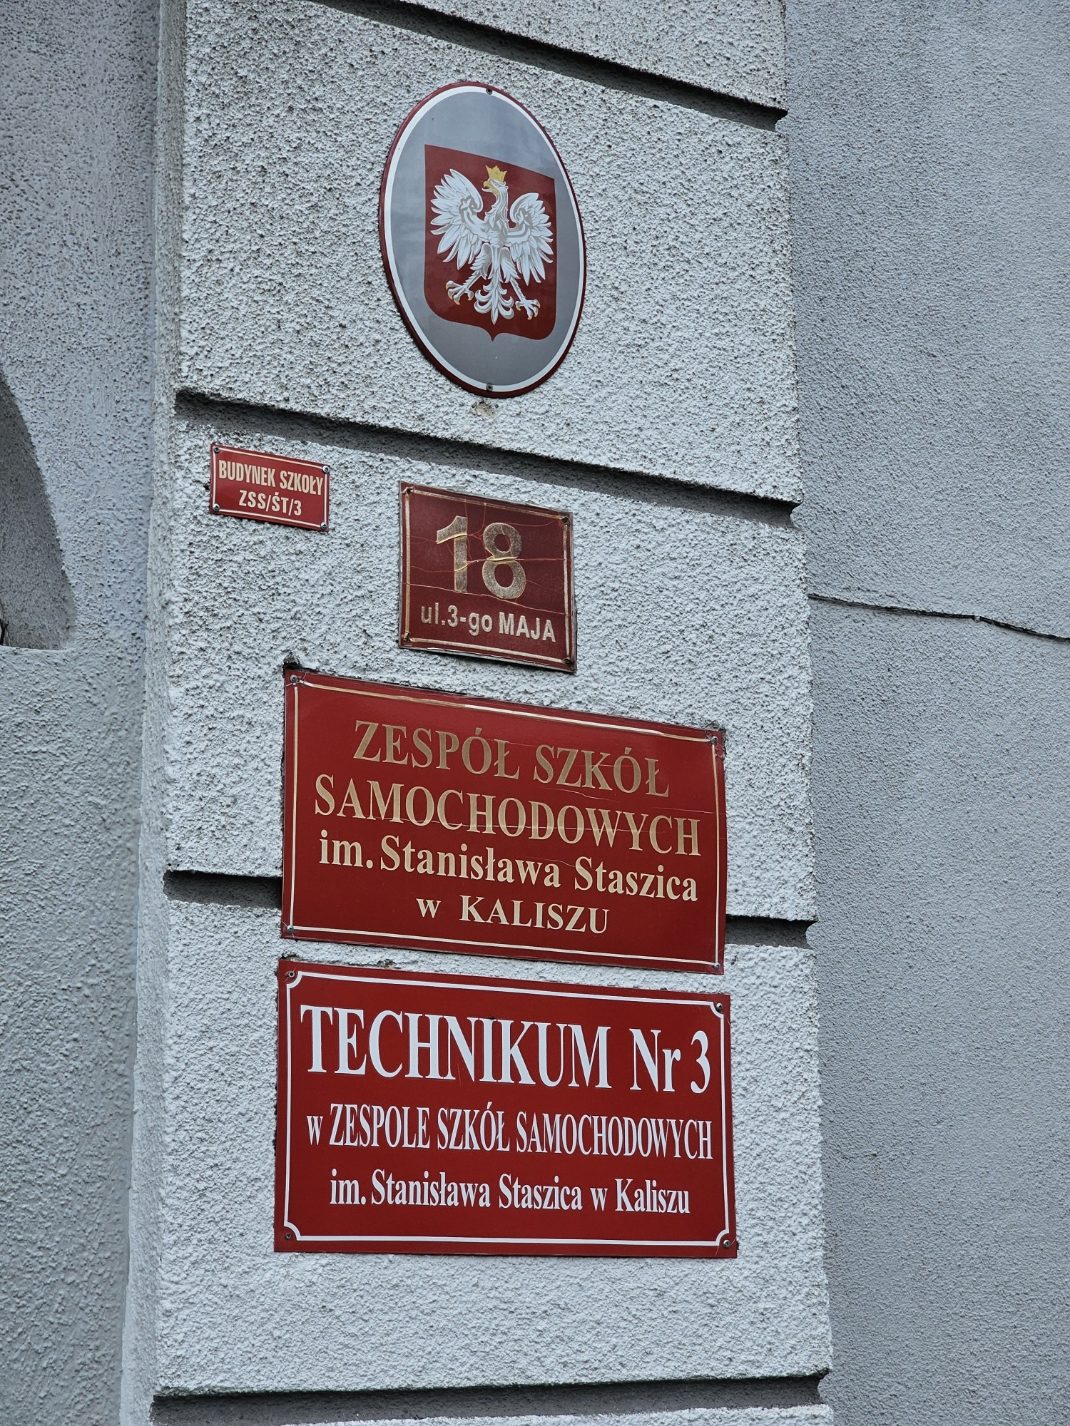 BUDYNEK SZKOŁY
ZSS/ŚT/3
18
ul.3-go MAJA
ZESPÓŁ SZKÓŁ
SAMOCHODOWYCH
im. Stanisława Staszica
w KALISZU
TECHNIKUM Nr 3
w ZESPOLE SZKÓŁ SAMOCHODOWYCH
im. Stanisława Staszica w Kaliszu